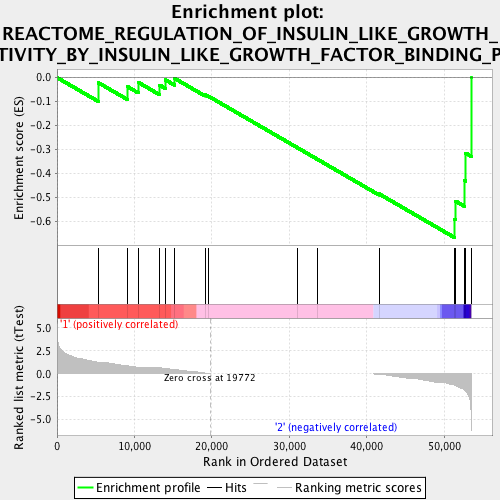 Enrichment plot:
REACTOME_REGULATION_OF_INSULIN_LIKE_GROWTH_
TIVITY_BY_INSULIN_LIKE_GROWTH_FACTOR_BINDING_P
Enrichment score (ES)
0.0
-0.1
-0.2
-0.3
-0.4
-0.5
-0.6
'1' (positively correlated)
Ranked list metric (tTest)
5.0
2.5
0.0
-2.5
-5.0
Zero cross at 19772
'2' (negatively correlated)
0
10,000
20,000
30,000
40,000
50,000
Rank in Ordered Dataset
Enrichment profile
Hits
Ranking metric scores